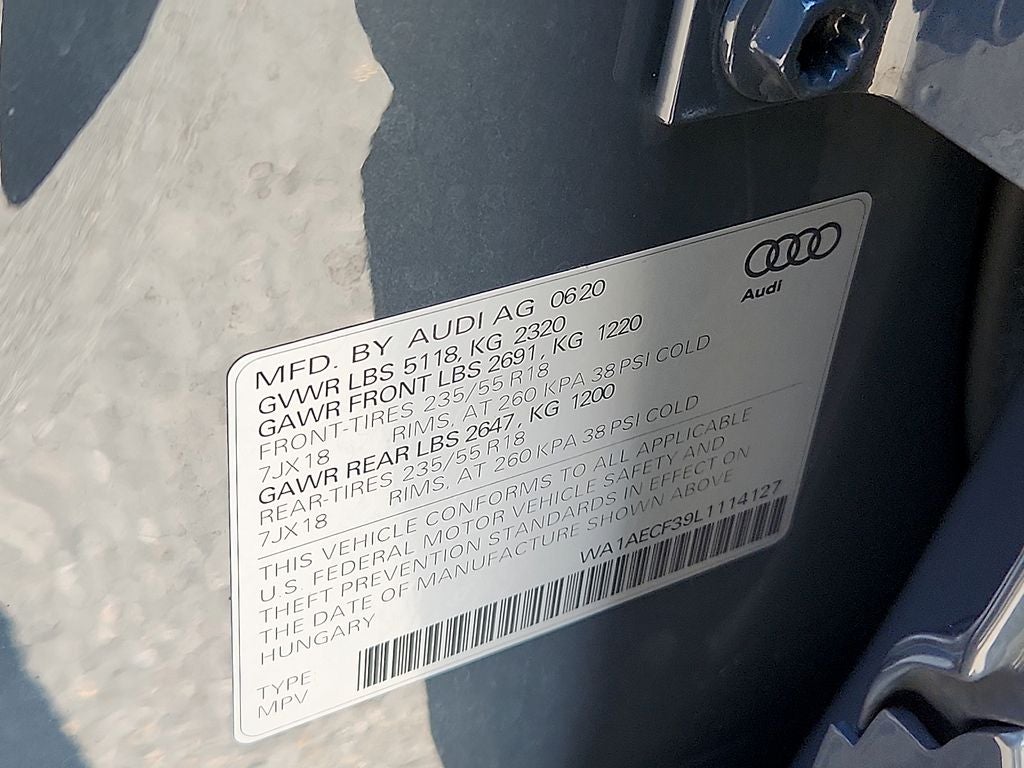 Audi
MFD. BY AUDI AG 0620
GVWR LBS 5118, KG 2320
GAWR FRONT LBS 2691, KG 1220
FRONT-TIRES 235/55 R18
7JX18 RIMS, AT 260 KPA 38 PSI COLD
GAWR REAR LBS 2647, KG 1200
REAR-TIRES 235/55 R18
7JX18 RIMS, AT 260 KPA 38 PSI COLD
THIS VEHICLE CONFORMS TO ALL APPLICABLE
U.S. FEDERAL MOTOR VEHICLE SAFETY AND
THEFT PREVENTION STANDARDS IN EFFECT ON
THE DATE OF MANUFACTURE SHOWN ABOVE
HUNGARY WA1AECF39L1114127
TYPE
MPV